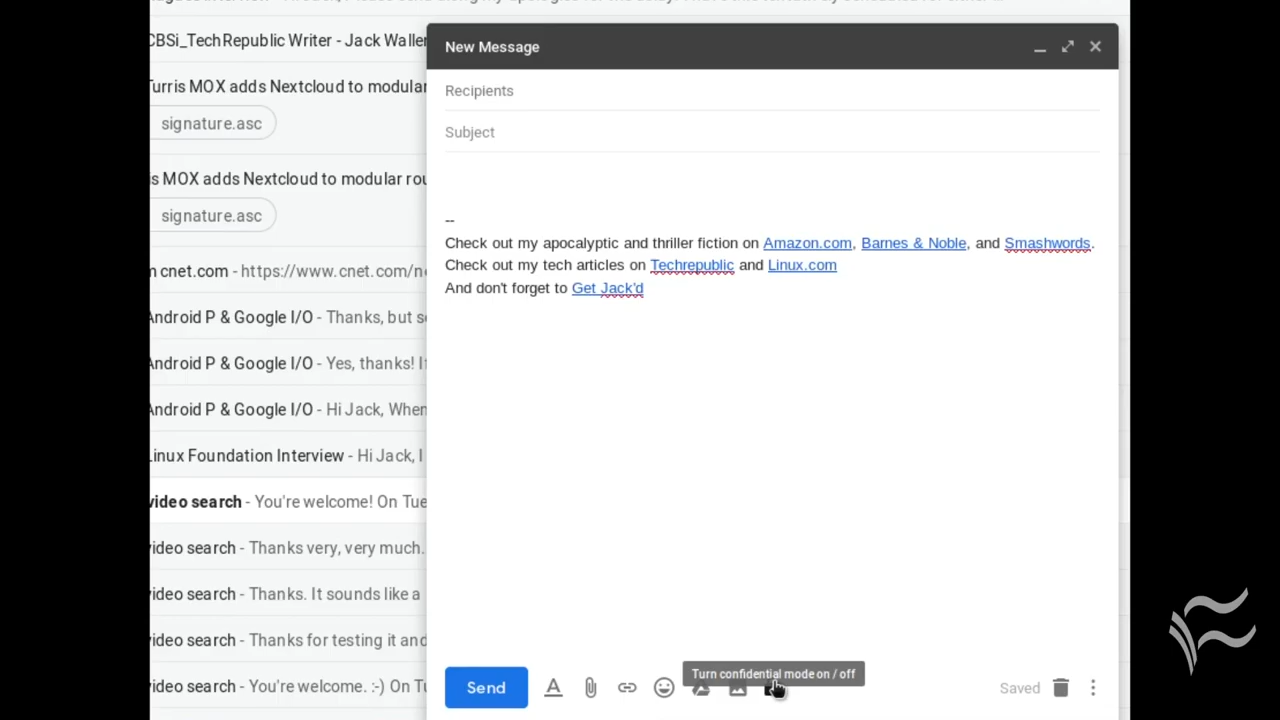 CBSi_TechRepublic Writer - Jack Waller
Turris MOX adds Nextcloud to modular
signature.asc
is MOX adds Nextcloud to modular rou
signature.asc
cnet.com - https://www.cnet.com/n
Android P & Google I/O - Thanks, but s
Android P & Google I/O - Yes, thanks! I
Android P & Google I/O - Hi Jack, When
Linux Foundation Interview - Hi Jack, I
video search - You're welcome! On Tue
video search - Thanks very, very much.
video search - Thanks. It sounds like a
video search - Thanks for testing it and
video search - You're welcome. :-) On Tu
New Message
Recipients
Subject
--
Check out my apocalyptic and thriller fiction on Amazon.com, Barnes & Noble, and Smashwords.
Check out my tech articles on Techrepublic and Linux.com
And don't forget to Get Jack'd
Turn confidential mode on / off
Send
Saved